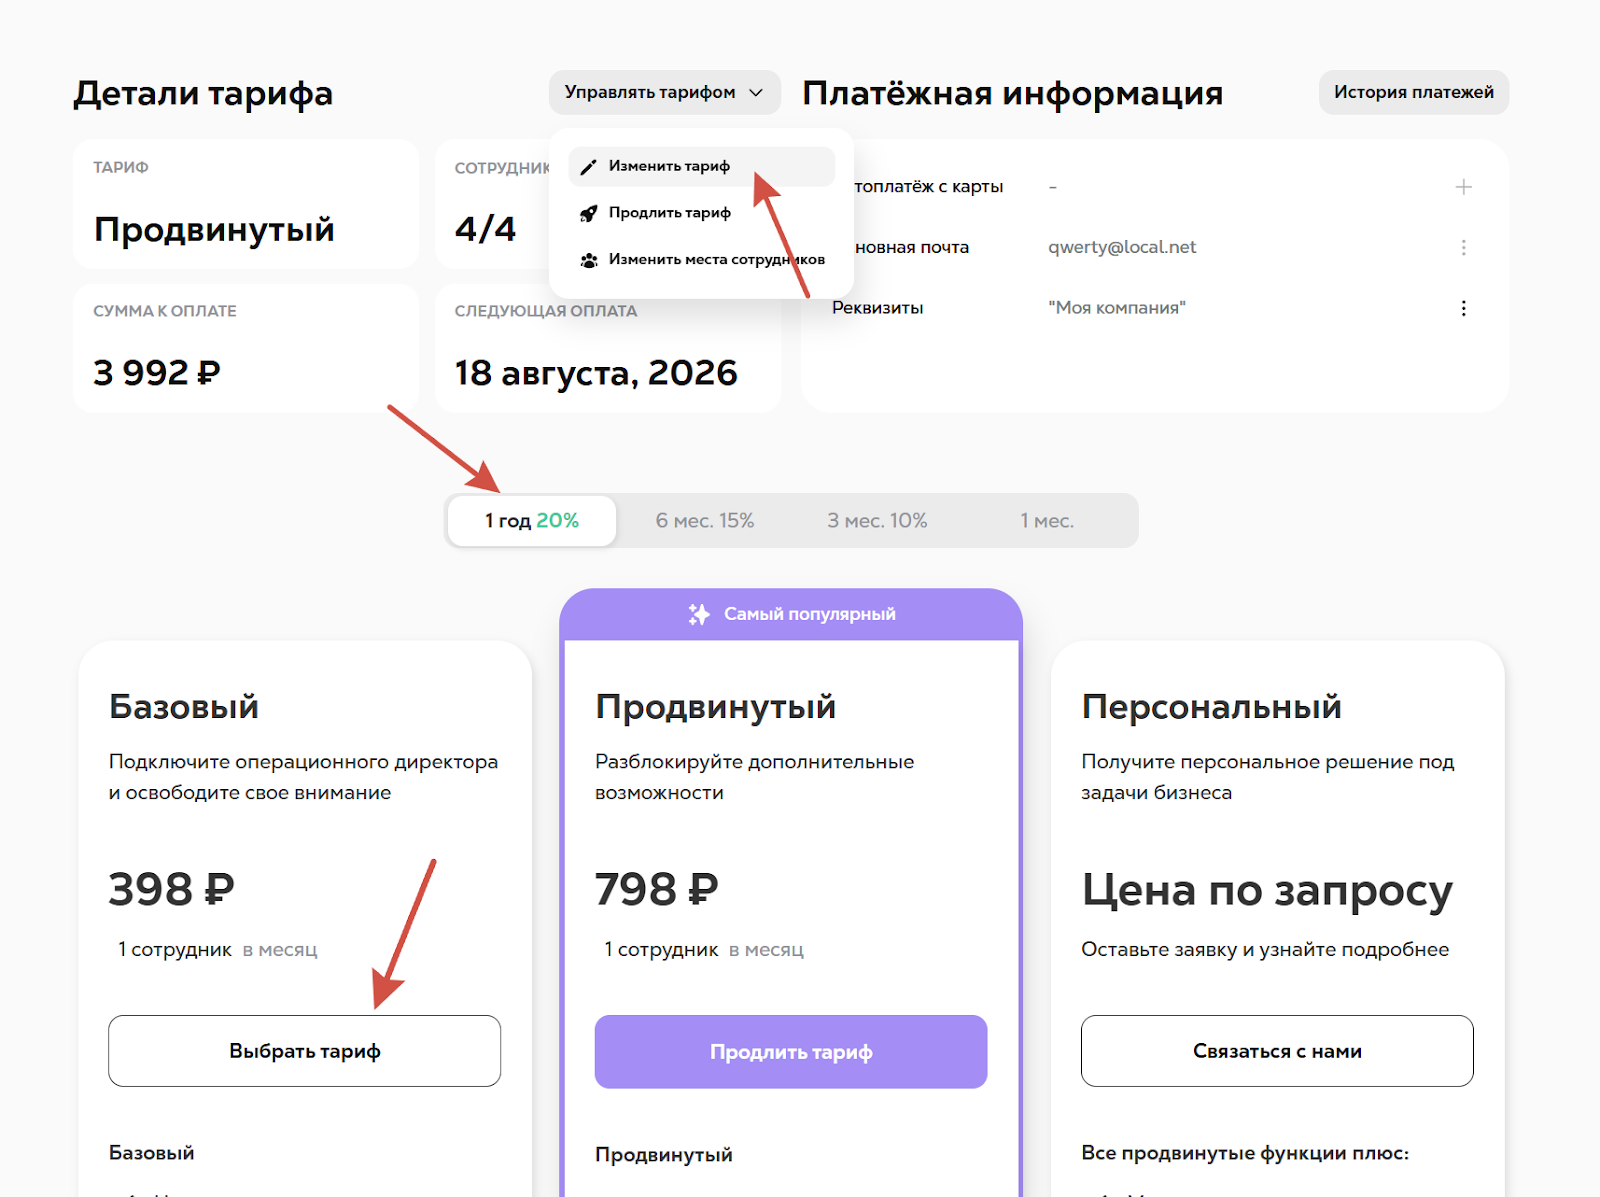 Детали тарифа
Управлять тарифом
Платёжная информация
История платежей
ТАРИФ
Продвинутый
4/4
Изменить тариф
Продлить тариф
Изменить места сотрудников
СУММА К ОПЛАТЕ
3 992 ₽
СЛЕДУЮЩАЯ ОПЛАТА
18 августа, 2026
с карты
-
почта
qwerty@local.net
Реквизиты
"Моя компания"
1 год 20%
6 мес. 15%
3 мес. 10%
1 мес.
Самый популярный
Базовый
Подключите операционного директора
и освободите свое внимание
398 ₽
1 сотрудник в месяц
Выбрать тариф
Базовый
Продвинутый
Разблокируйте дополнительные
возможности
798 ₽
1 сотрудник в месяц
Продлить тариф
Продвинутый
Персональный
Получите персональное решение под
задачи бизнеса
Цена по запросу
Оставьте заявку и узнайте подробнее
Связаться с нами
Все продвинутые функции плюс: